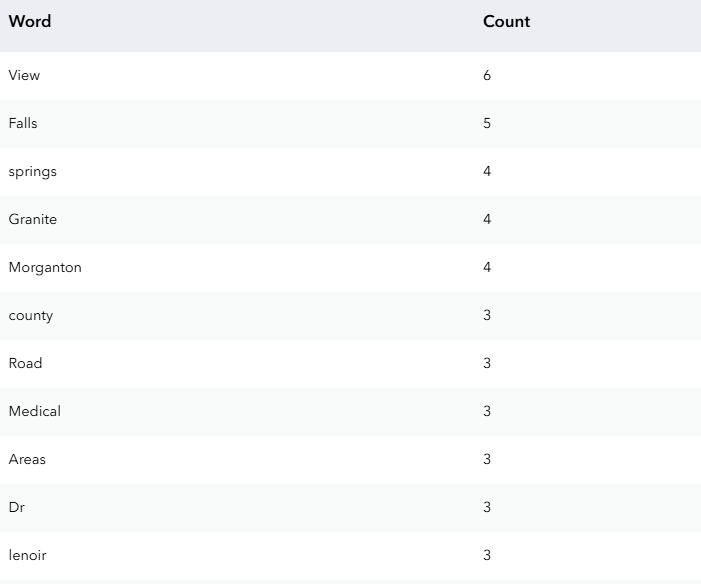 Word Count
View 6
Falls 5
springs 4
Granite 4
Morganton 4
county 3
Road 3
Medical 3
Areas 3
Dr 3
lenoir 3